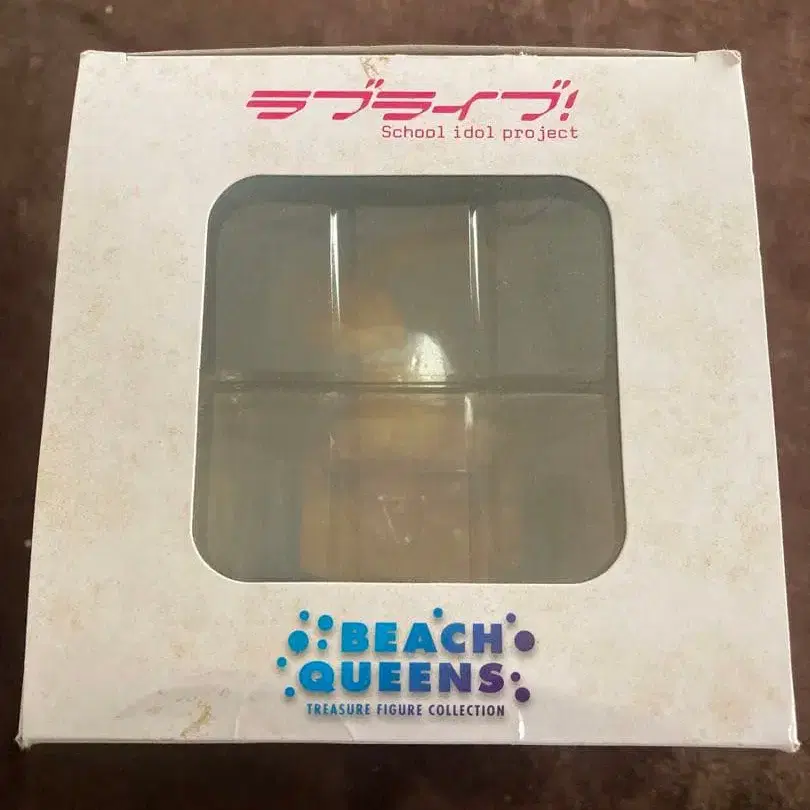 ラブライブ!
School idol project
BEACH
QUEENS
TREASURE FIGURE COLLECTION